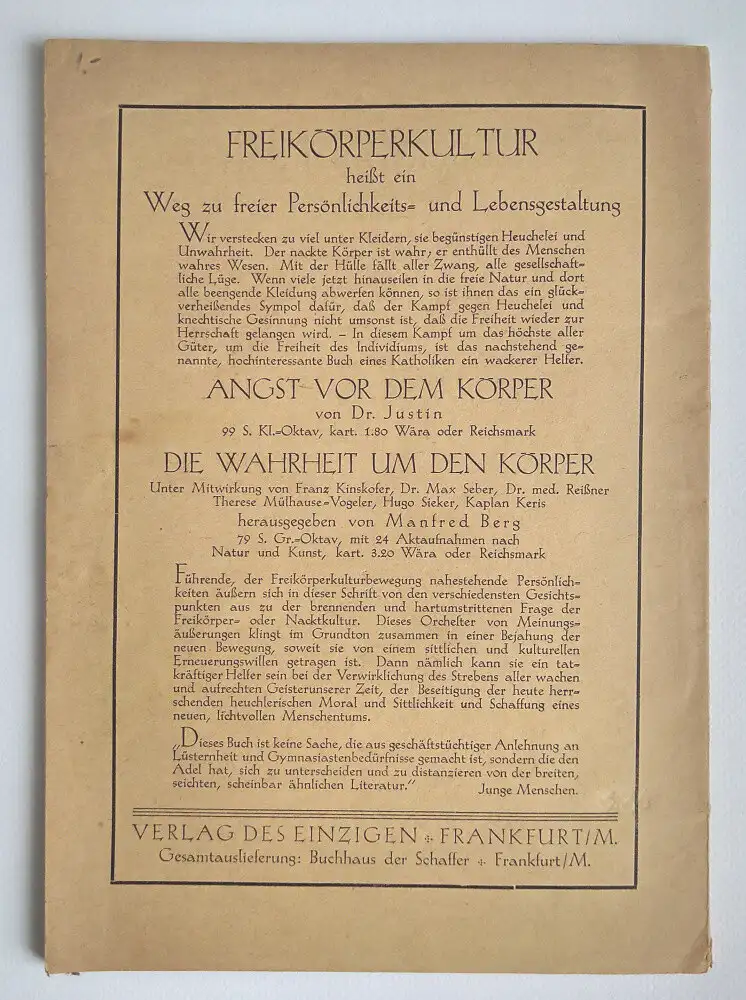 1.-
FREIKÖRPERKULTUR
heißt ein
Weg zu freier Persönlichkeits= und Lebensgestaltung
Wir verstecken zu viel unter Kleidern, sie begünstigen Heuchelei und
Unwahrheit. Der nackte Körper ist wahr; er enthüllt des Menschen
wahres Wesen. Mit der Hülle fällt aller Zwang, alle gesellschaft=
liche Lüge. Wenn viele jetzt hinauseilen in die freie Natur und dort
alle beengende Kleidung abwerfen können, so ist ihnen das ein glück=
verheißendes Sympol dafür, daß der Kampf gegen Heuchelei und
knechtische Gesinnung nicht umsonst ist, daß die Freiheit wieder zur
Herrschaft gelangen wird. – In diesem Kampf um das höchste aller
Güter, um die Freiheit des Individiums, ist das nachstehend ge=
nannte, hochinteressante Buch eines Katholiken ein wackerer Helfer.
ANGST VOR DEM KÖRPER
von Dr. Justin
99 S. Kl.=Oktav, kart. 1.80 Wära oder Reichsmark
DIE WAHRHEIT UM DEN KÖRPER
Unter Mitwirkung von Franz Kinskofer, Dr. Max Seber, Dr. med. Reißner
Therese Mülhause=Vogeler, Hugo Sieker, Kaplan Keris
herausgegeben von Manfred Berg
79 S. Gr.=Oktav, mit 24 Aktaufnahmen nach
Natur und Kunst, kart. 3.20 Wära oder Reichsmark
Führende, der Freikörperkulturbewegung nahestehende Persönlich=
keiten äußern sich in dieser Schrift von den verschiedensten Gesichts=
punkten aus zu der brennenden und hartumstrittenen Frage der
Freikörper= oder Nacktkultur. Dieses Orchester von Meinungs=
äußerungen klingt im Grundton zusammen in einer Bejahung der
neuen Bewegung, soweit sie von einem sittlichen und kulturellen
Erneuerungswillen getragen ist. Dann nämlich kann sie ein tat=
kräftiger Helfer sein bei der Verwirklichung des Strebens aller wachen
und aufrechten Geisterunserer Zeit, der Beseitigung der heute herr=
schenden heuchlerischen Moral und Sittlichkeit und Schaffung eines
neuen, lichtvollen Menschentums.
„Dieses Buch ist keine Sache, die aus geschäftstüchtiger Anlehnung an
Lüsternheit und Gymnasiastenbedürfnisse gemacht ist, sondern die den
Adel hat, sich zu unterscheiden und zu distanzieren von der breiten,
seichten, scheinbar ähnlichen Literatur.“
Junge Menschen.
VERLAG DES EINZIGEN ÷ FRANKFURT/M.
Gesamtauslieferung: Buchhaus der Schaffer ÷ Frankfurt/M.